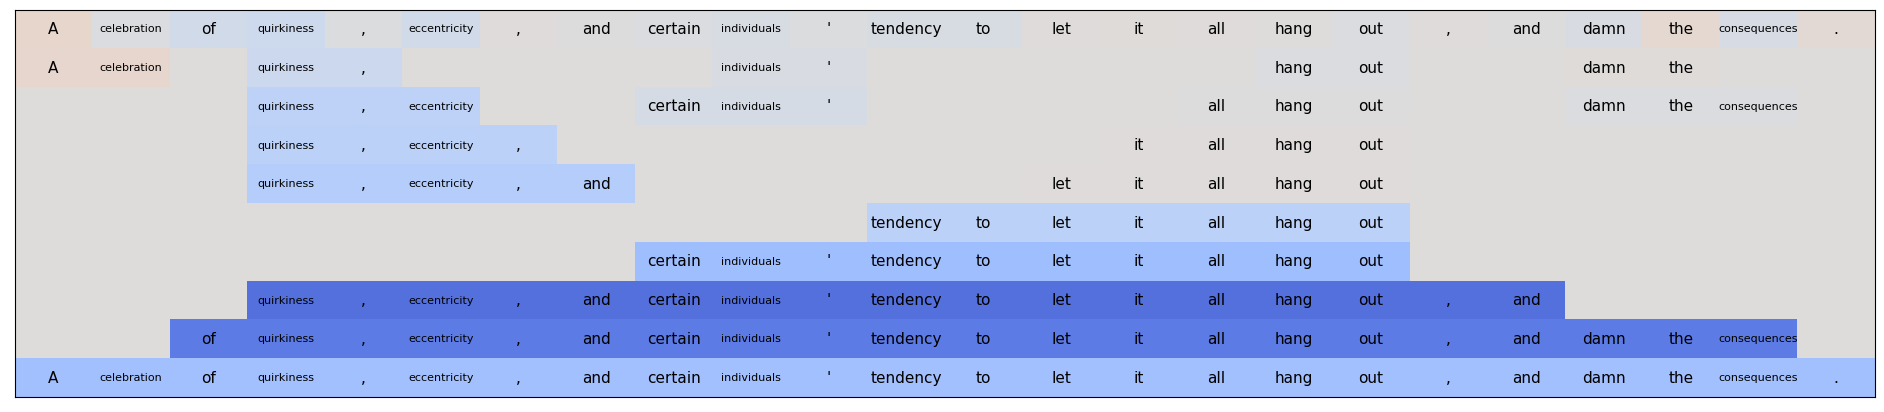 A celebration of quirkiness , eccentricity , and certain individuals ' tendency to let it all hang out , and damn the consequences .
A celebration quirkiness , individuals ' hang out damn the
quirkiness , eccentricity certain individuals ' all hang out damn the consequences
quirkiness , eccentricity , it all hang out
quirkiness , eccentricity , and let it all hang out
tendency to let it all hang out
certain individuals ' tendency to let it all hang out
quirkiness , eccentricity , and certain individuals ' tendency to let it all hang out , and
of quirkiness , eccentricity , and certain individuals ' tendency to let it all hang out , and damn the consequences
A celebration of quirkiness , eccentricity , and certain individuals ' tendency to let it all hang out , and damn the consequences .